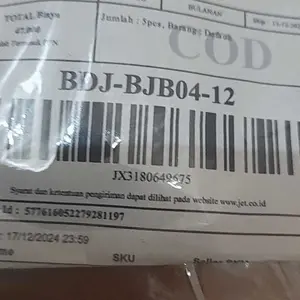 BULANAN
TOTAL Biaya
Jumlah : 5pcs, Barang : Default
COD
BDJ-BJB04-12
JX3180649675
Syarat dan ketentuan pengiriman dapat dilihat pada website www.jet.co.id
Id : 577616052279281197
: 17/12/2024 23:59
SKU